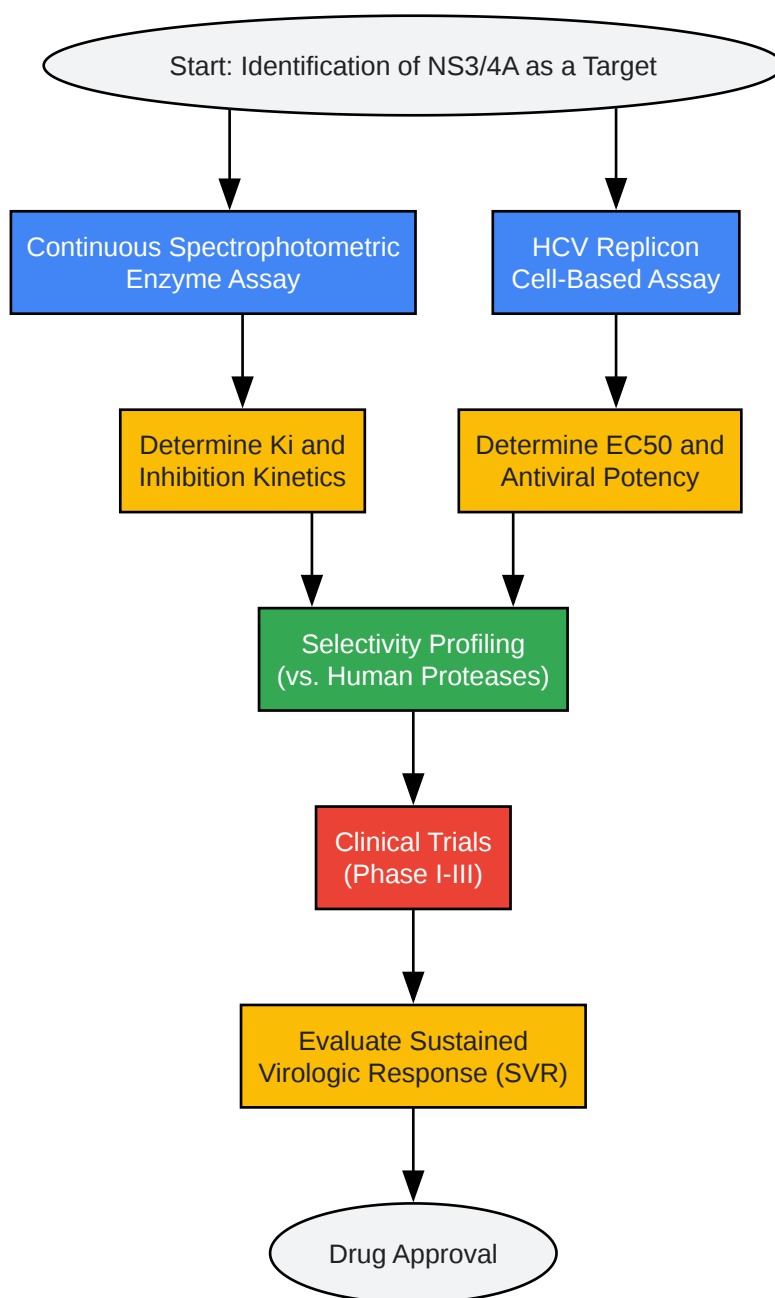 Start: Identification of NS3/4A as a Target
Continuous Spectrophotometric
Enzyme Assay
HCV Replicon
Cell-Based Assay
Determine Ki and
Inhibition Kinetics
Determine EC50 and
Antiviral Potency
Selectivity Profiling
(vs. Human Proteases)
Clinical Trials
(Phase I-III)
Evaluate Sustained
Virologic Response (SVR)
Drug Approval